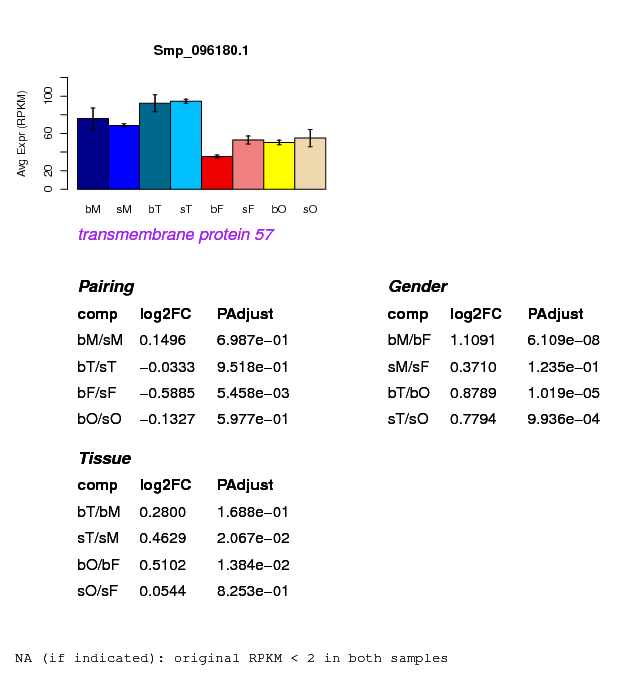 Smp_096180.1
Avg Expr (RPKM)
100
60
20
0
bM sM bT sT bF sF bO sO
transmembrane protein 57
Pairing
comp log2FC PAdjust
bM/sM 0.1496 6.987e−01
bT/sT −0.0333 9.518e−01
bF/sF −0.5885 5.458e−03
bO/sO −0.1327 5.977e−01
Gender
comp log2FC PAdjust
bM/bF 1.1091 6.109e−08
sM/sF 0.3710 1.235e−01
bT/bO 0.8789 1.019e−05
sT/sO 0.7794 9.936e−04
Tissue
comp log2FC PAdjust
bT/bM 0.2800 1.688e−01
sT/sM 0.4629 2.067e−02
bO/bF 0.5102 1.384e−02
sO/sF 0.0544 8.253e−01
NA (if indicated): original RPKM < 2 in both samples